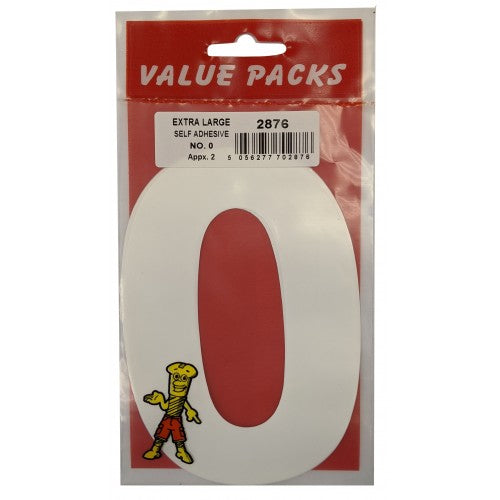 VALUE PACKS
EXTRA LARGE 2876
SELF ADHESIVE
NO. 0
Appx. 2
5 056277 702876
0